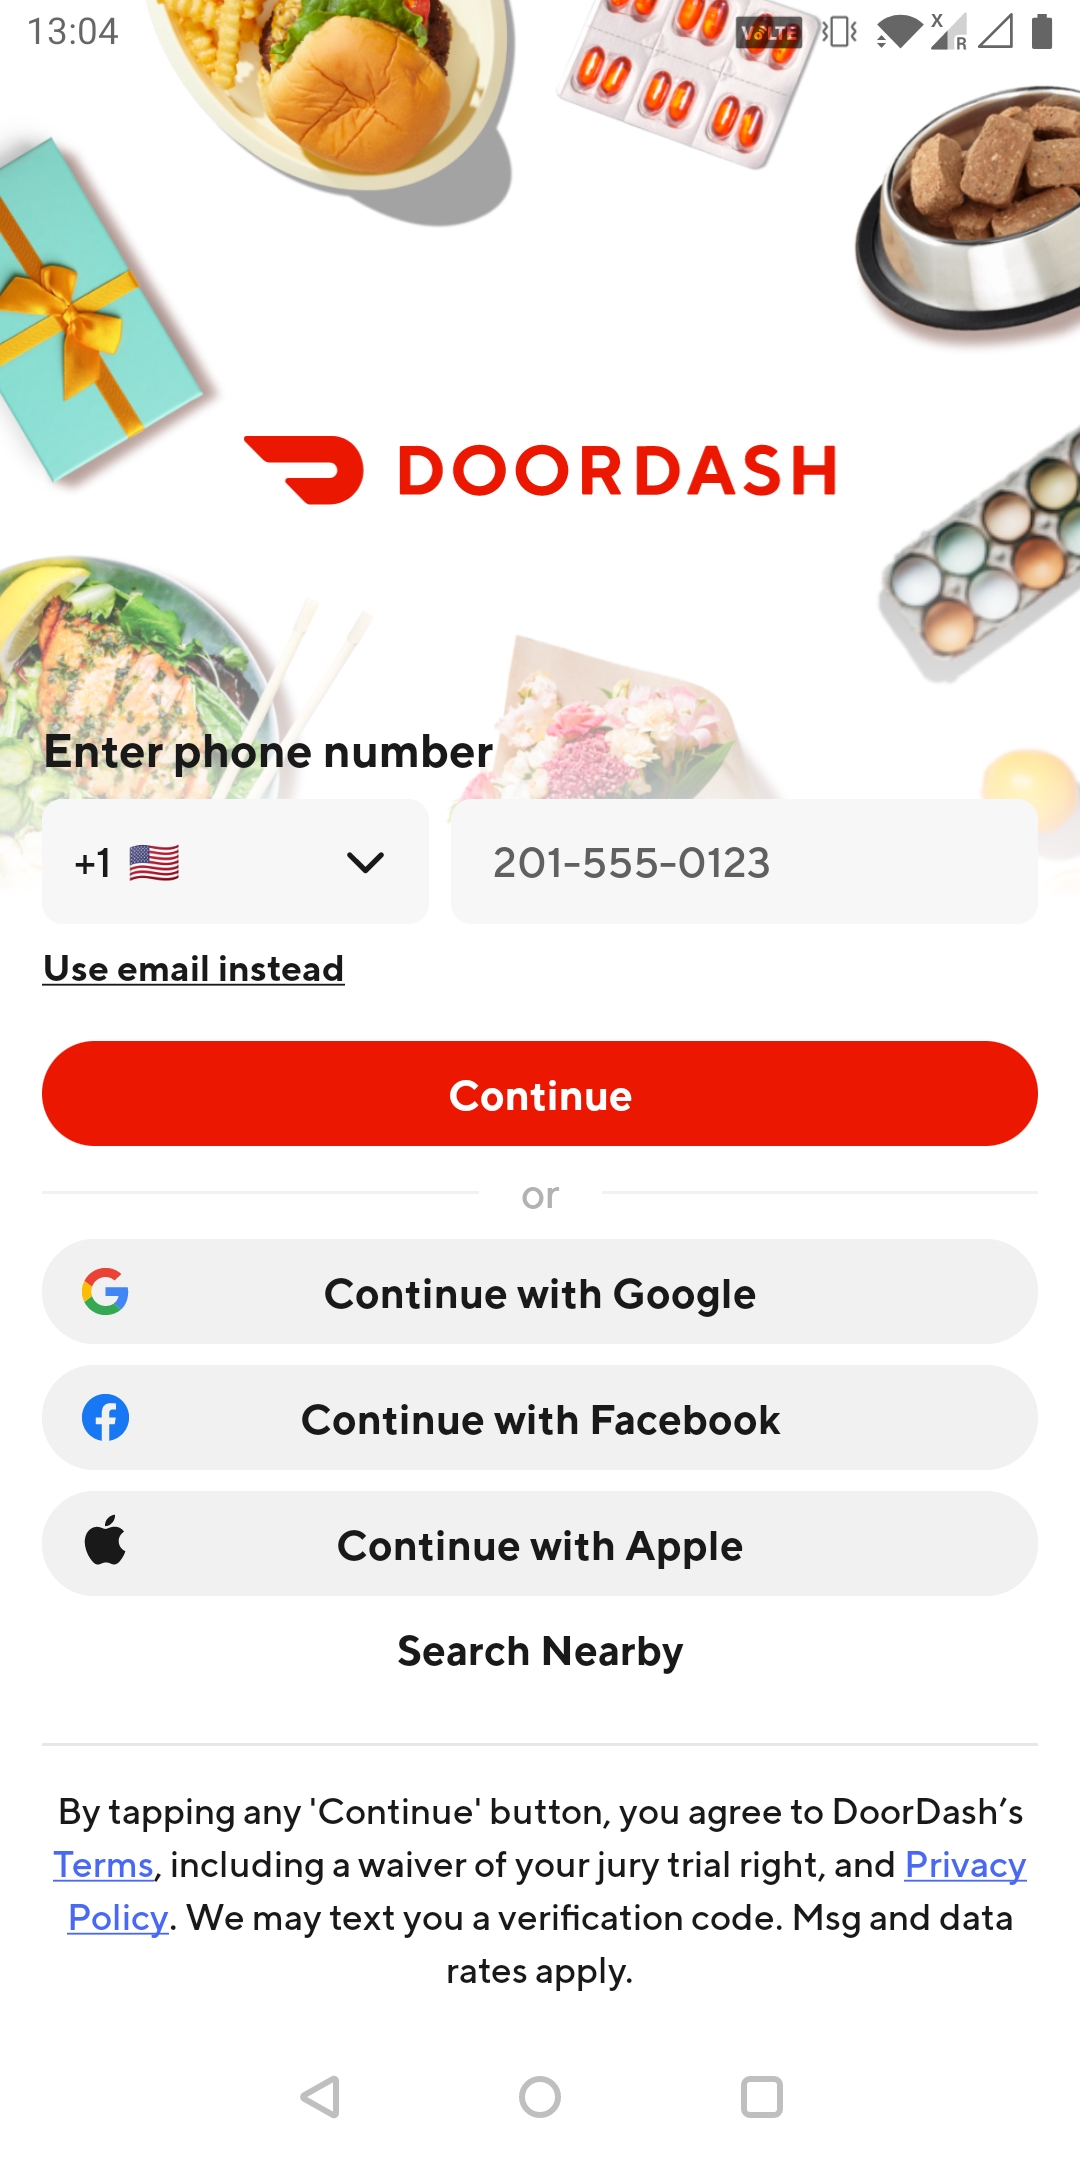 13:04
VoLTE
X
R
DOORDASH
Enter phone number
+1
201-555-0123
Use email instead
Continue
or
Continue with Google
Continue with Facebook
Continue with Apple
Search Nearby
By tapping any 'Continue' button, you agree to DoorDash’s
Terms, including a waiver of your jury trial right, and Privacy
Policy. We may text you a verification code. Msg and data
rates apply.